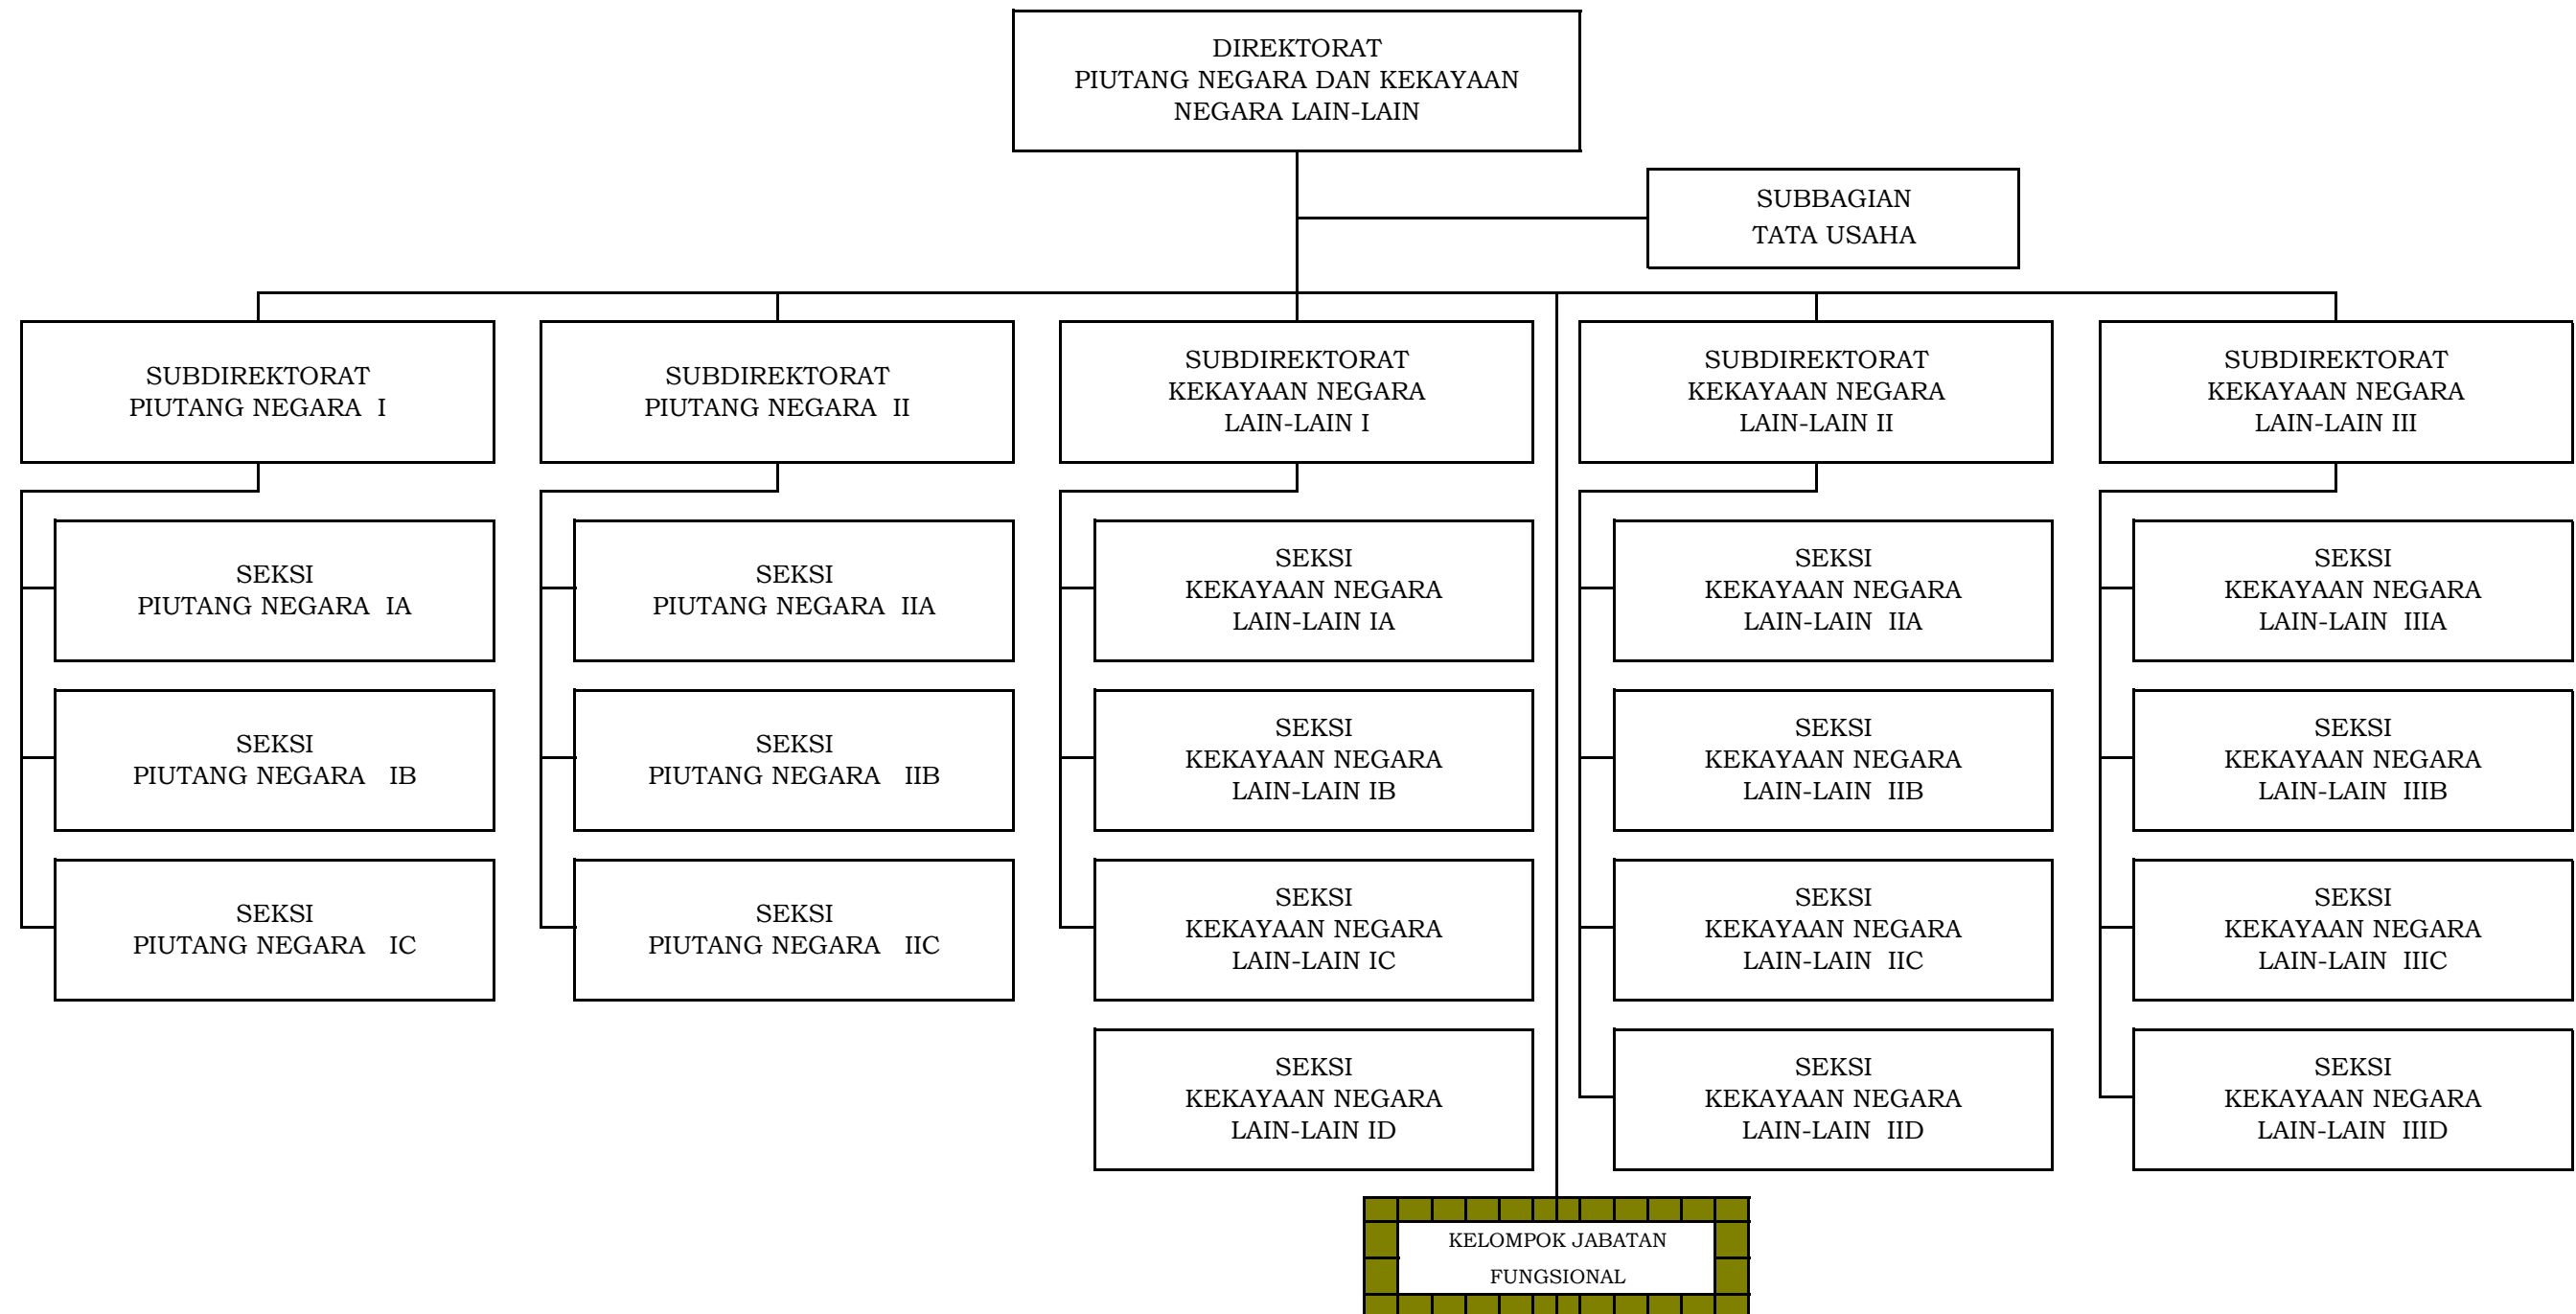 DIREKTORAT
PIUTANG NEGARA DAN KEKAYAAN
NEGARA LAIN-LAIN
SUBBAGIAN
TATA USAHA
SUBDIREKTORAT
PIUTANG NEGARA I
SUBDIREKTORAT
PIUTANG NEGARA II
SUBDIREKTORAT
KEKAYAAN NEGARA
LAIN-LAIN I
SUBDIREKTORAT
KEKAYAAN NEGARA
LAIN-LAIN II
SUBDIREKTORAT
KEKAYAAN NEGARA
LAIN-LAIN III
SEKSI
PIUTANG NEGARA IA
SEKSI
PIUTANG NEGARA IIA
SEKSI
KEKAYAAN NEGARA
LAIN-LAIN IA
SEKSI
KEKAYAAN NEGARA
LAIN-LAIN IIA
SEKSI
KEKAYAAN NEGARA
LAIN-LAIN IIIA
SEKSI
PIUTANG NEGARA IB
SEKSI
PIUTANG NEGARA IIB
SEKSI
KEKAYAAN NEGARA
LAIN-LAIN IB
SEKSI
KEKAYAAN NEGARA
LAIN-LAIN IIB
SEKSI
KEKAYAAN NEGARA
LAIN-LAIN IIIB
SEKSI
PIUTANG NEGARA IC
SEKSI
PIUTANG NEGARA IIC
SEKSI
KEKAYAAN NEGARA
LAIN-LAIN IC
SEKSI
KEKAYAAN NEGARA
LAIN-LAIN IIC
SEKSI
KEKAYAAN NEGARA
LAIN-LAIN IIIC
SEKSI
KEKAYAAN NEGARA
LAIN-LAIN ID
SEKSI
KEKAYAAN NEGARA
LAIN-LAIN IID
SEKSI
KEKAYAAN NEGARA
LAIN-LAIN IIID
KELOMPOK JABATAN
FUNGSIONAL